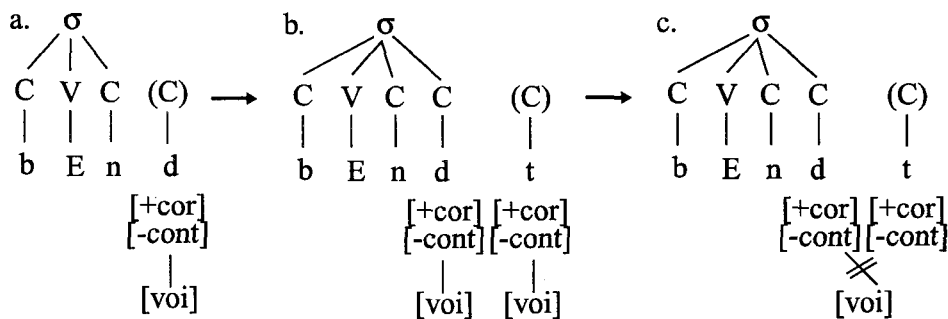 a. σ b. σ c. σ
C V C (C) → C V C C (C) → C V C C (C)
b E n d b E n d t b E n d t
[+cor] [+cor] [+cor] [+cor] [+cor]
[-cont] [-cont] [-cont] [-cont] [-cont]
[voi] [voi] [voi] [voi]